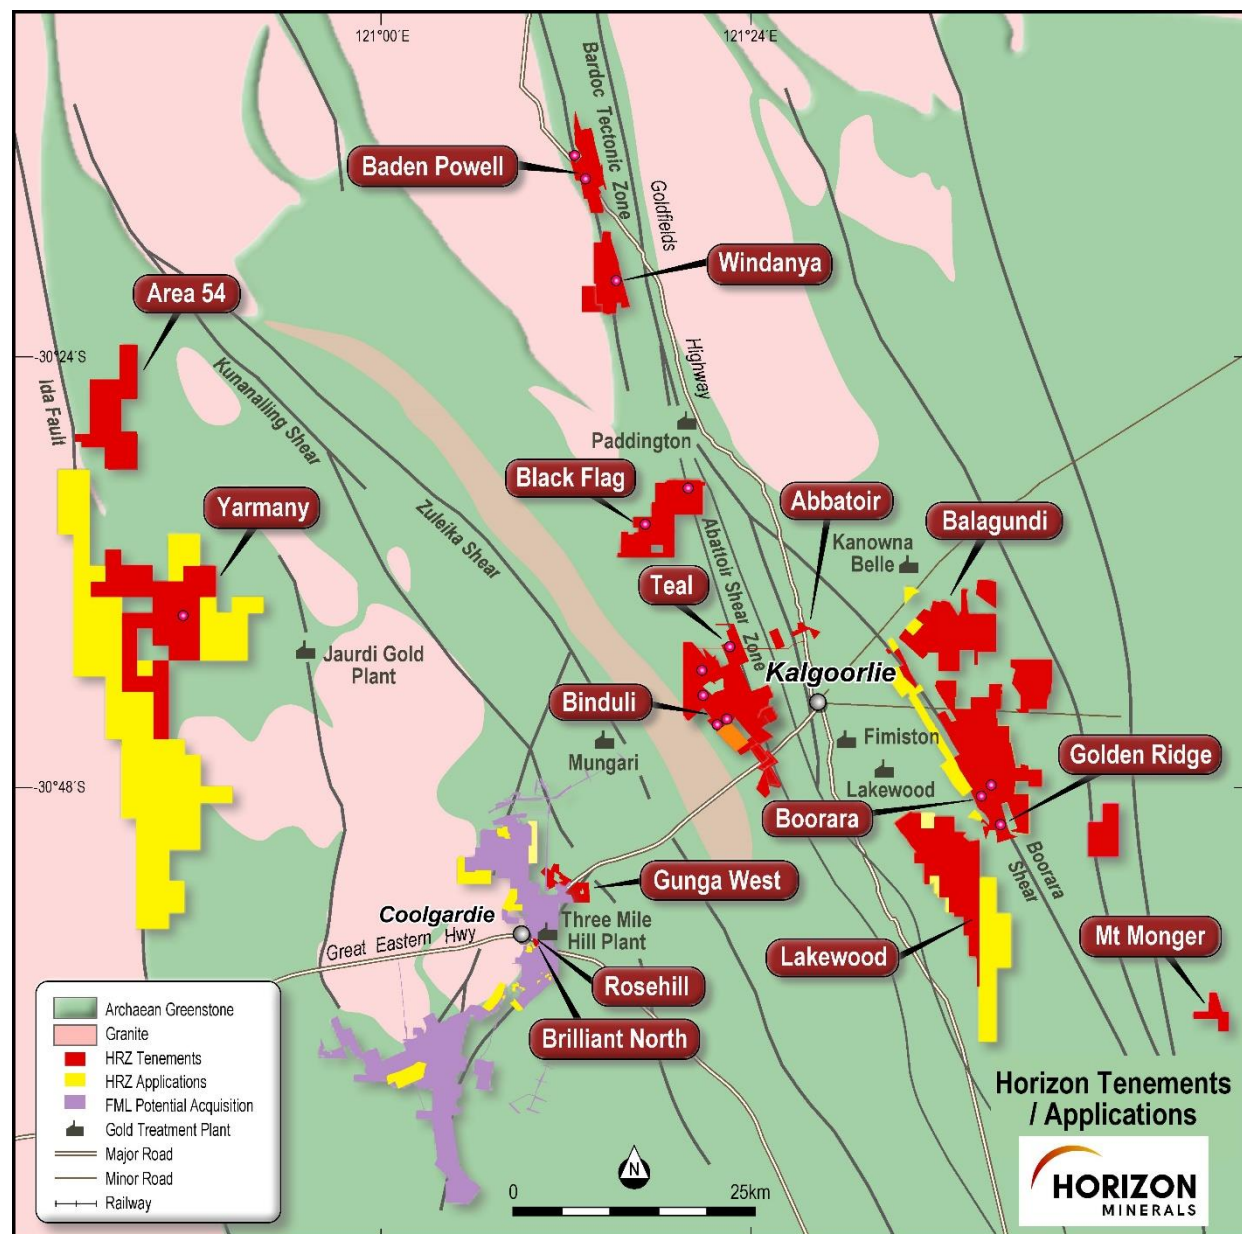 121°00´E
121°24´E
Bardoc Tectonic Zone
Baden Powell
Goldfields
Windanya
Area 54
-30°24´S
Highway
Ida Fault
Kunanalling Shear
Paddington
Black Flag
Abbatoir
Balagundi
Yarmany
Zuleika Shear
Abattoir Shear Zone
Kanowna
Belle
Teal
Jaurdi Gold
Plant
Kalgoorlie
Binduli
Mungari
Fimiston
Golden Ridge
-30°48´S
Lakewood
Boorara
Boorara
Shear
Gunga West
Coolgardie
Three Mile
Hill Plant
Great Eastern Hwy
Mt Monger
Lakewood
Rosehill
Brilliant North
Archaean Greenstone
Granite
HRZ Tenements
HRZ Applications
FML Potential Acquisition
Gold Treatment Plant
Major Road
Minor Road
Railway
N
0
25km
Horizon Tenements
/ Applications
HORIZON
MINERALS